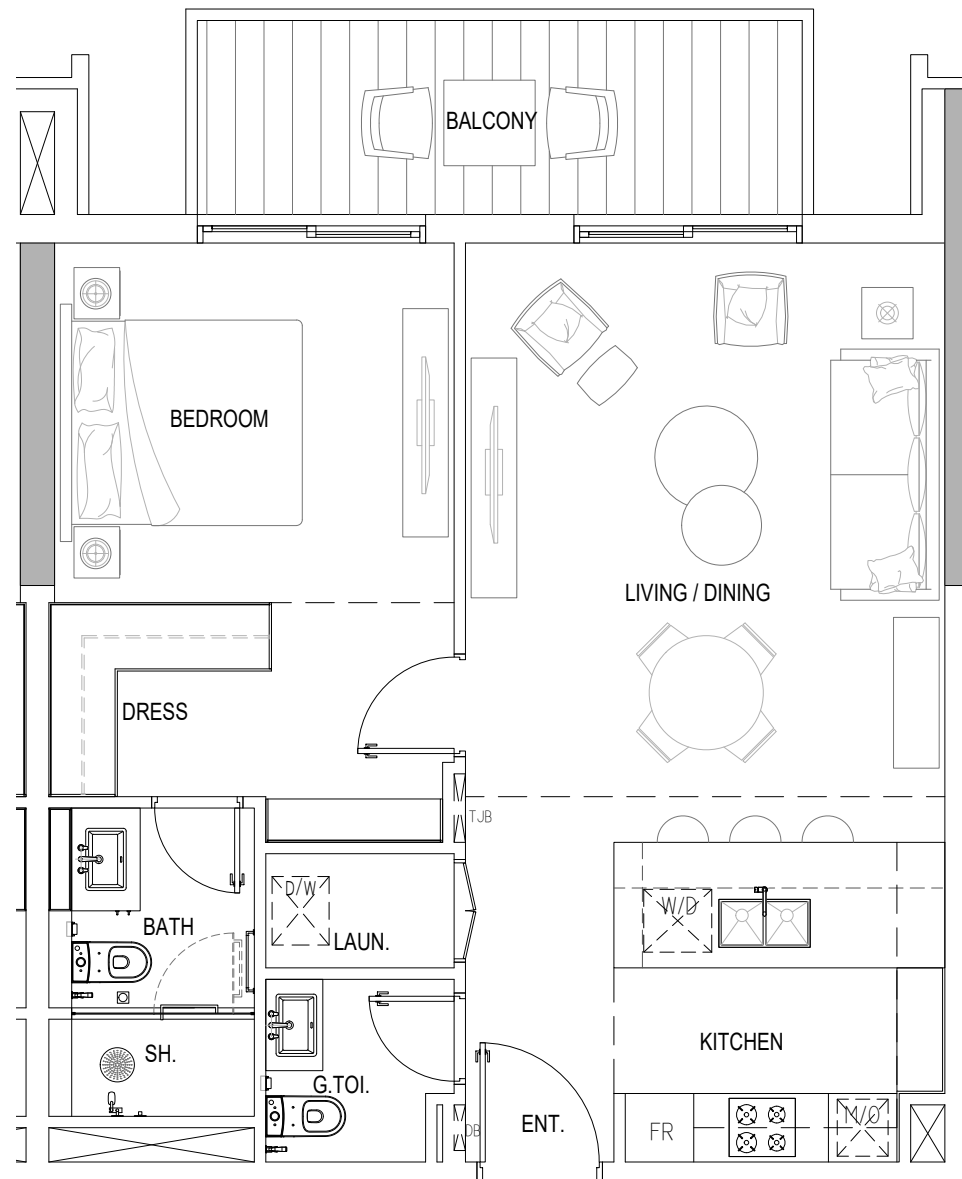 BALCONY
BEDROOM
LIVING / DINING
DRESS
TJB
D/W
W/D
BATH
LAUN.
SH.
KITCHEN
G.TOI.
ENT.
DB
FR
M/O